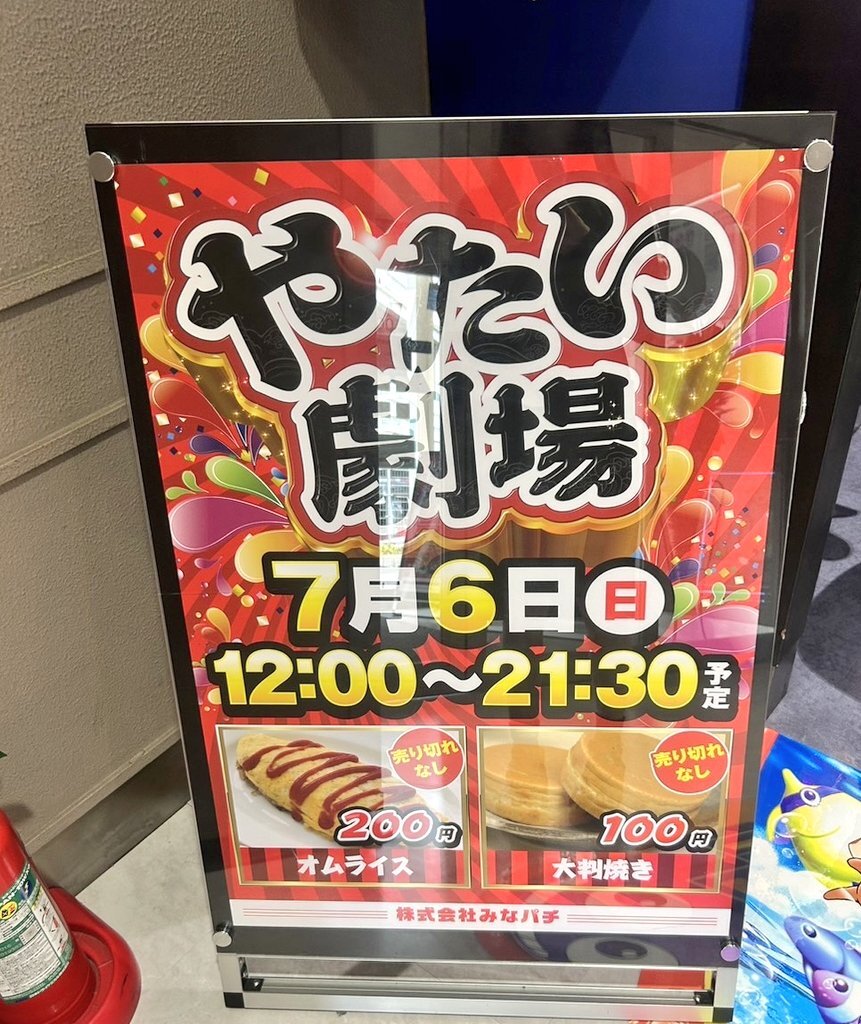 やたい
劇場
7月6日日
12:00～21:30予定
売り切れ
なし
200円
オムライス
売り切れ
なし
100円
大判焼き
株式会社みなパチ